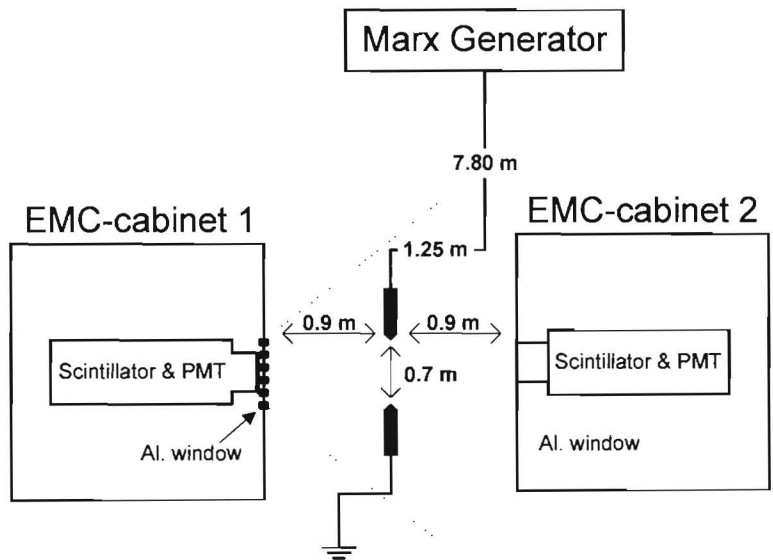 Marx Generator
7.80 m
EMC-cabinet 1
EMC-cabinet 2
1.25 m
0.9 m
0.9 m
Scintillator & PMT
Scintillator & PMT
0.7 m
Al. window
Al. window